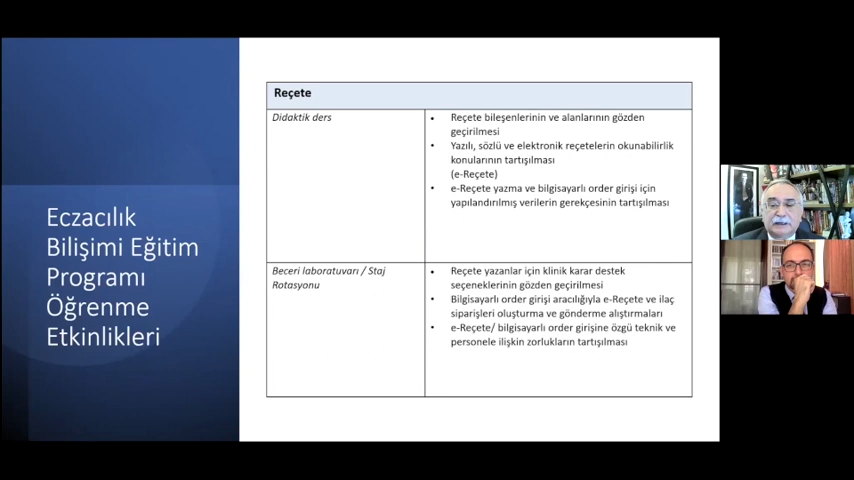 Eczacılık
Bilişimi Eğitim
Programı
Öğrenme
Etkinlikleri
Reçete
Didaktik ders
• Reçete bileşenlerinin ve alanlarının gözden
geçirilmesi
• Yazılı, sözlü ve elektronik reçetelerin okunabilirlik
konularının tartışılması
(e-Reçete)
• e-Reçete yazma ve bilgisayarlı order girişi için
yapılandırılmış verilerin gerekçesinin tartışılması
Beceri laboratuvarı / Staj
Rotasyonu
• Reçete yazanlar için klinik karar destek
seçeneklerinin gözden geçirilmesi
• Bilgisayarlı order girişi aracılığıyla e-Reçete ve ilaç
siparişleri oluşturma ve gönderme alıştırmaları
• e-Reçete/ bilgisayarlı order girişine özgü teknik ve
personele ilişkin zorlukların tartışılması